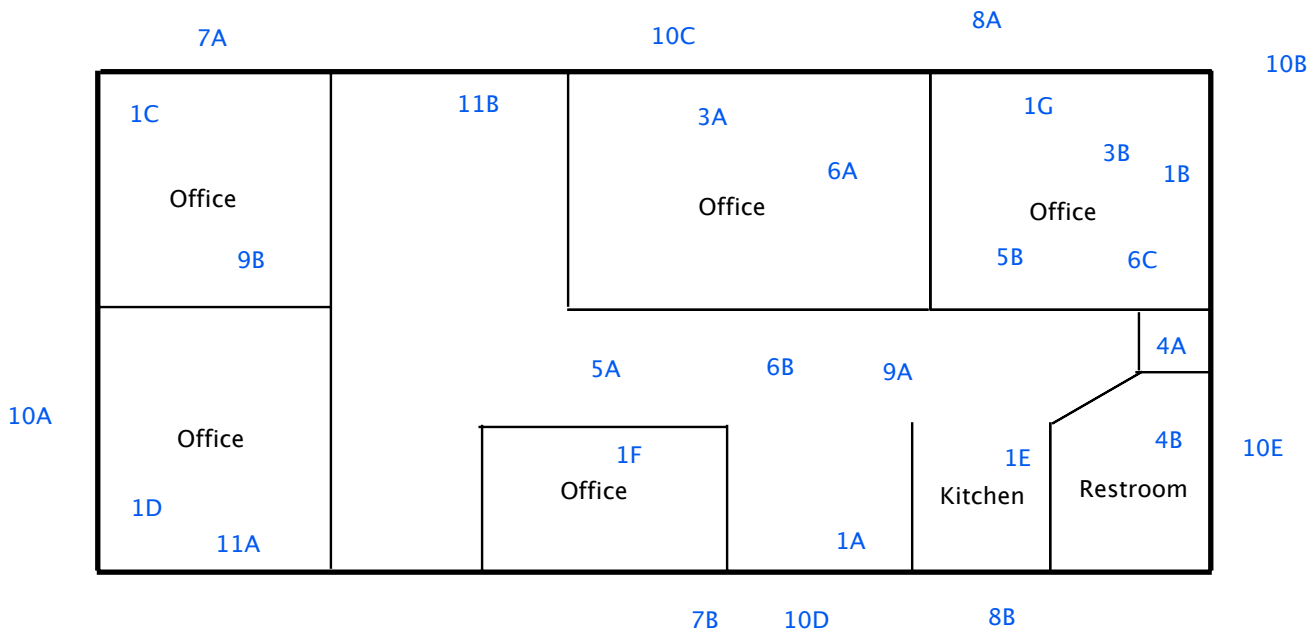 8A
7A
10C
10B
11B
1C
3A
1G
3B
6A
1B
Office
Office
Office
9B
5B
6C
4A
5A
6B
9A
10A
Office
4B
10E
1F
1E
Office
Kitchen
Restroom
1D
11A
1A
7B
10D
8B